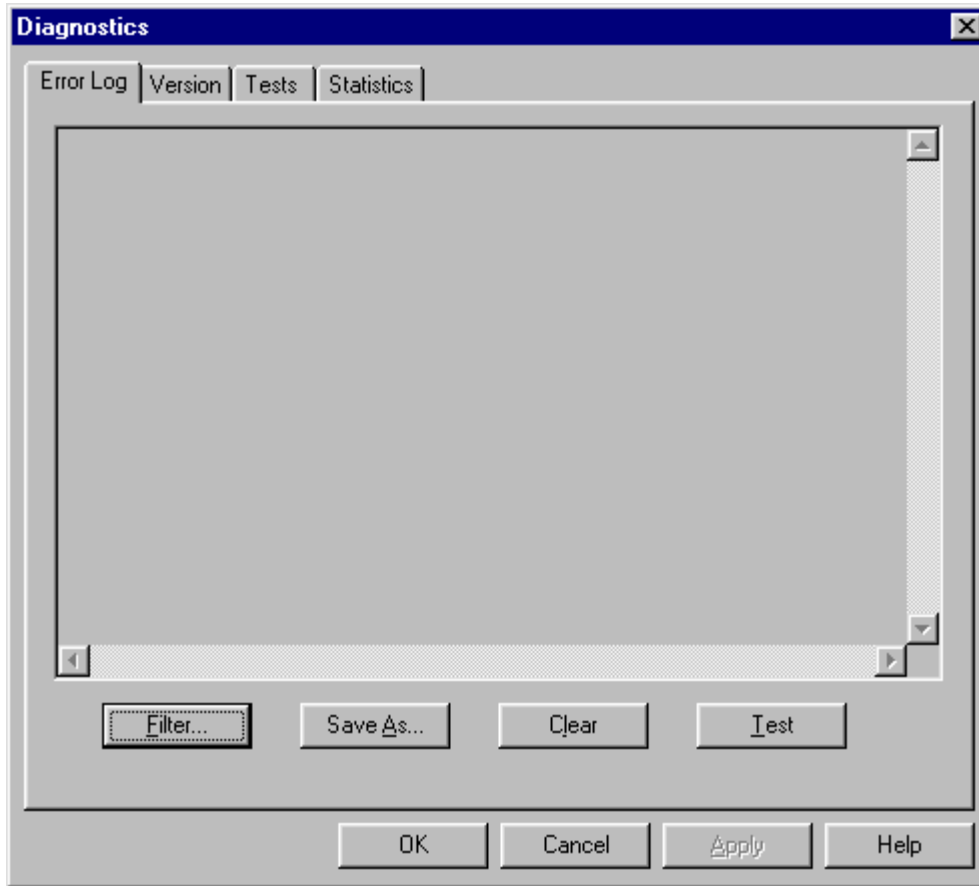 Diagnostics
Error Log Version Tests Statistics
Filter... Save As... Clear Test
OK Cancel Apply Help